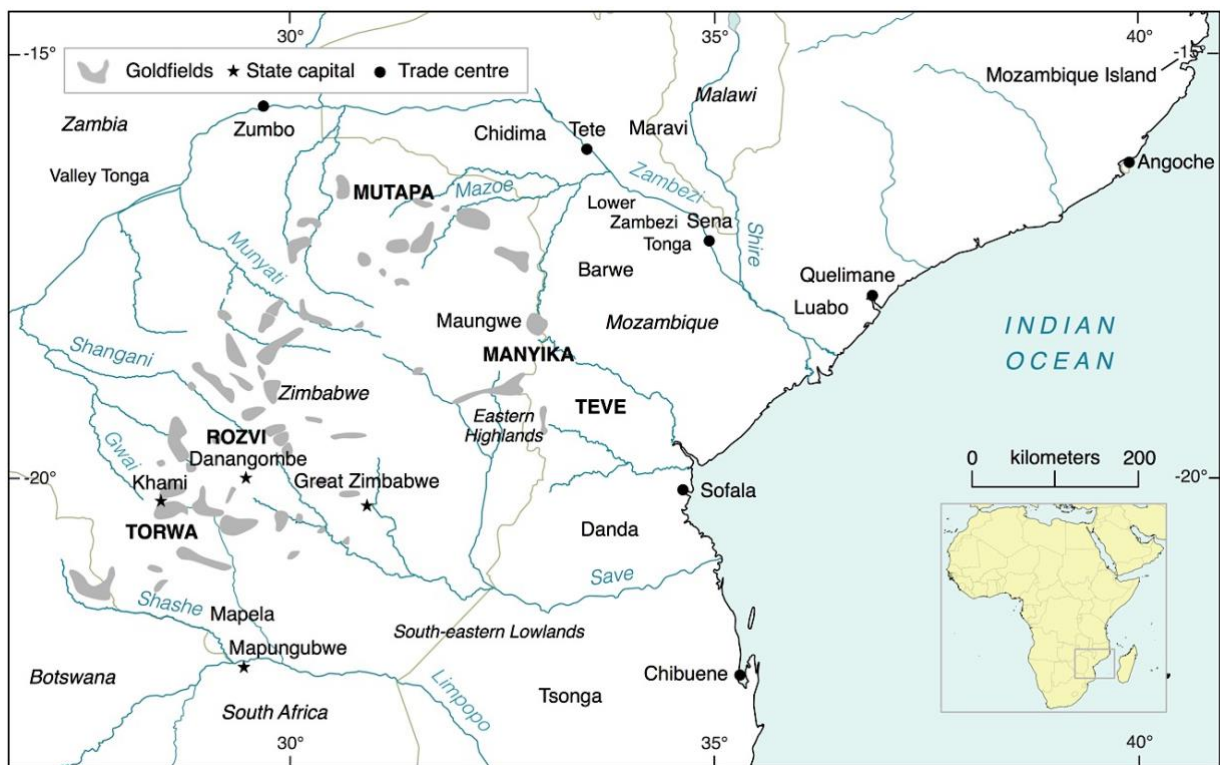 30°
35°
40°
-15°
-15°
Goldfields
State capital
Trade centre
Mozambique Island
Malawi
Zambia
Zumbo
Chidima
Tete
Maravi
Angoche
Valley Tonga
MUTAPA
Mazoe
Zambezi
Lower
Zambezi
Tonga
Sena
Shire
Munyati
Barwe
Quelimane
Luabo
Maungwe
Mozambique
INDIAN
OCEAN
Shangani
MANYIKA
Zimbabwe
TEVE
Eastern
Highlands
Gwai
ROZVI
Danangombe
Khami
Great Zimbabwe
-20°
-20°
0 kilometers 200
Sofala
TORWA
Danda
Save
Shashe
Mapela
Mapungubwe
South-eastern Lowlands
Botswana
Limpopo
Chibuene
Tsonga
South Africa
30°
35°
40°